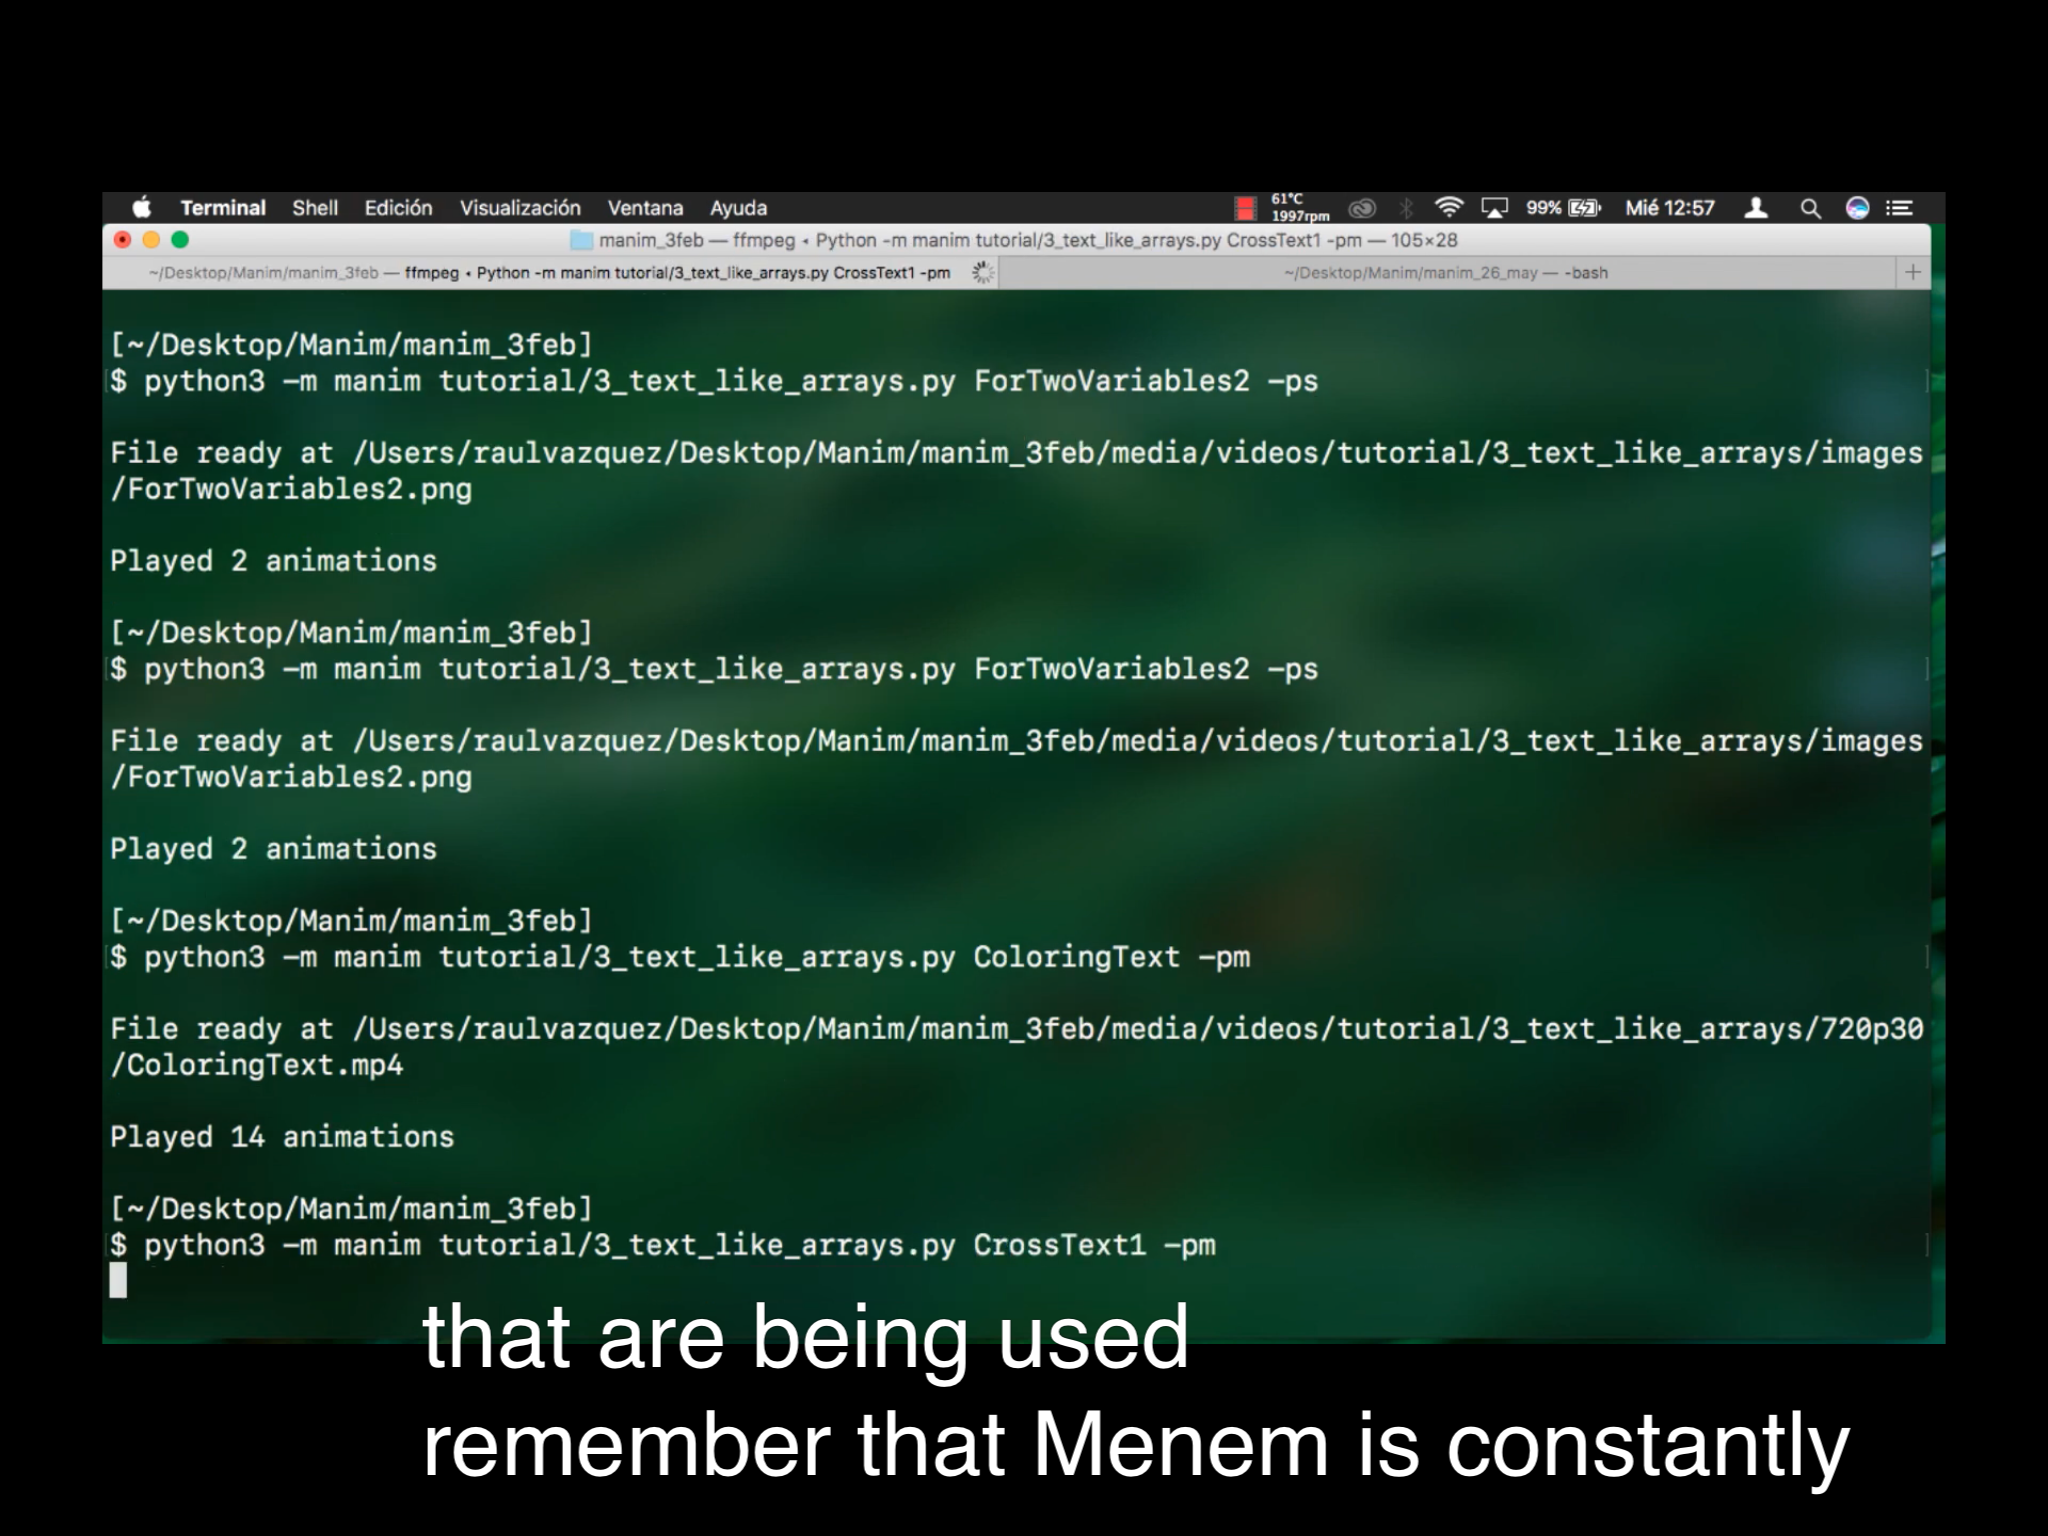 Terminal Shell Edición Visualización Ventana Ayuda 61°C 1997rpm 99% Mié 12:57
manim_3feb — ffmpeg ◂ Python -m manim tutorial/3_text_like_arrays.py CrossText1 -pm — 105×28
~/Desktop/Manim/manim_3feb — ffmpeg ◂ Python -m manim tutorial/3_text_like_arrays.py CrossText1 -pm ~/Desktop/Manim/manim_26_may — -bash +
[~/Desktop/Manim/manim_3feb]
$ python3 -m manim tutorial/3_text_like_arrays.py ForTwoVariables2 -ps
File ready at /Users/raulvazquez/Desktop/Manim/manim_3feb/media/videos/tutorial/3_text_like_arrays/images
/ForTwoVariables2.png
Played 2 animations
[~/Desktop/Manim/manim_3feb]
$ python3 -m manim tutorial/3_text_like_arrays.py ForTwoVariables2 -ps
File ready at /Users/raulvazquez/Desktop/Manim/manim_3feb/media/videos/tutorial/3_text_like_arrays/images
/ForTwoVariables2.png
Played 2 animations
[~/Desktop/Manim/manim_3feb]
$ python3 -m manim tutorial/3_text_like_arrays.py ColoringText -pm
File ready at /Users/raulvazquez/Desktop/Manim/manim_3feb/media/videos/tutorial/3_text_like_arrays/720p30
/ColoringText.mp4
Played 14 animations
[~/Desktop/Manim/manim_3feb]
$ python3 -m manim tutorial/3_text_like_arrays.py CrossText1 -pm
that are being used
remember that Menem is constantly